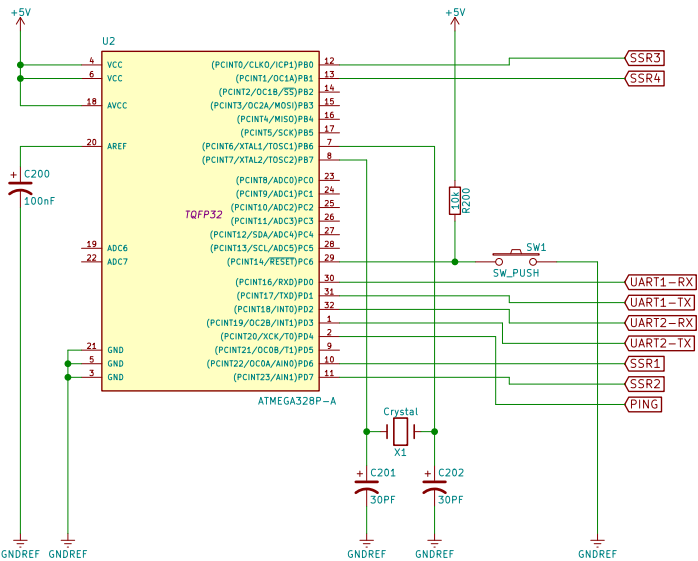 +5V
+5V
U2
4 VCC
6 VCC
18 AVCC
20 AREF
19 ADC6
22 ADC7
21 GND
5 GND
3 GND
(PCINT0/CLKO/ICP1)PB0 12
(PCINT1/OC1A)PB1 13
(PCINT2/OC1B/SS)PB2 14
(PCINT3/OC2A/MOSI)PB3 15
(PCINT4/MISO)PB4 16
(PCINT5/SCK)PB5 17
(PCINT6/XTAL1/TOSC1)PB6 7
(PCINT7/XTAL2/TOSC2)PB7 8
(PCINT8/ADC0)PC0 23
(PCINT9/ADC1)PC1 24
(PCINT10/ADC2)PC2 25
(PCINT11/ADC3)PC3 26
(PCINT12/SDA/ADC4)PC4 27
(PCINT13/SCL/ADC5)PC5 28
(PCINT14/RESET)PC6 29
(PCINT16/RXD)PD0 30
(PCINT17/TXD)PD1 31
(PCINT18/INT0)PD2 32
(PCINT19/OC2B/INT1)PD3 1
(PCINT20/XCK/T0)PD4 2
(PCINT21/OC0B/T1)PD5 9
(PCINT22/OC0A/AIN0)PD6 10
(PCINT23/AIN1)PD7 11
TQFP32
ATMEGA328P-A
+ C200
100nF
10k
R200
SW1
SW_PUSH
SSR3
SSR4
UART1-RX
UART1-TX
UART2-RX
UART2-TX
SSR1
SSR2
PING
Crystal
X1
+ C201
30PF
+ C202
30PF
GNDREF
GNDREF
GNDREF
GNDREF
GNDREF